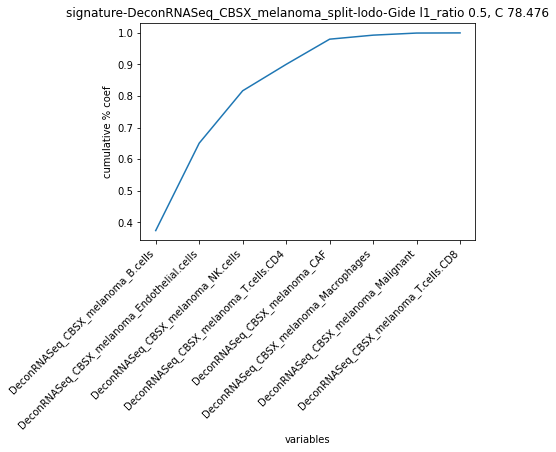 signature-DeconRNASeq_CBSX_melanoma_split-lodo-Gide l1_ratio 0.5, C 78.476
1.0
0.9
0.8
0.7
0.6
0.5
0.4
cumulative % coef
DeconRNASeq_CBSX_melanoma_B.cells
DeconRNASeq_CBSX_melanoma_Endothelial.cells
DeconRNASeq_CBSX_melanoma_NK.cells
DeconRNASeq_CBSX_melanoma_T.cells.CD4
DeconRNASeq_CBSX_melanoma_CAF
DeconRNASeq_CBSX_melanoma_Macrophages
DeconRNASeq_CBSX_melanoma_Malignant
DeconRNASeq_CBSX_melanoma_T.cells.CD8
variables